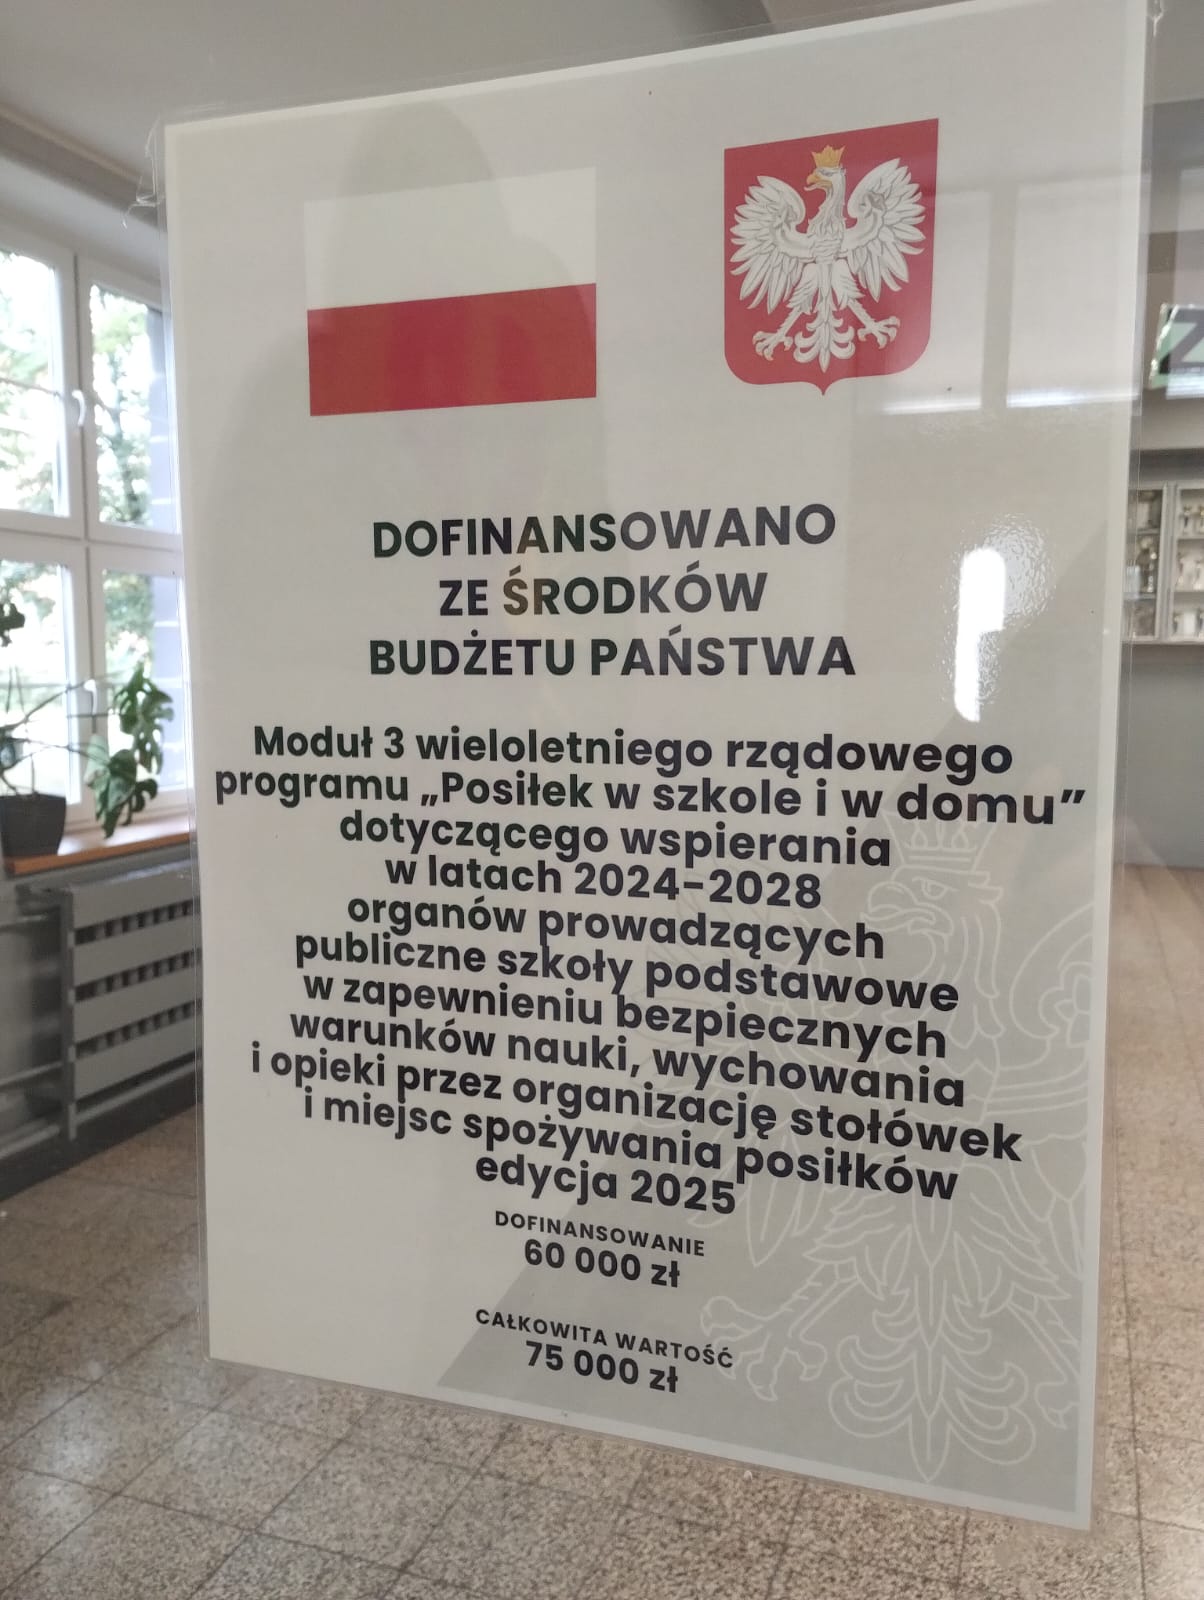 DOFINANSOWANO
ZE ŚRODKÓW
BUDŻETU PAŃSTWA
Moduł 3 wieloletniego rządowego
programu „Posiłek w szkole i w domu”
dotyczącego wspierania
w latach 2024-2028
organów prowadzących
publiczne szkoły podstawowe
w zapewnieniu bezpiecznych
warunków nauki, wychowania
i opieki przez organizację stołówek
i miejsc spożywania posiłków
edycja 2025
DOFINANSOWANIE
60 000 zł
CAŁKOWITA WARTOŚĆ
75 000 zł